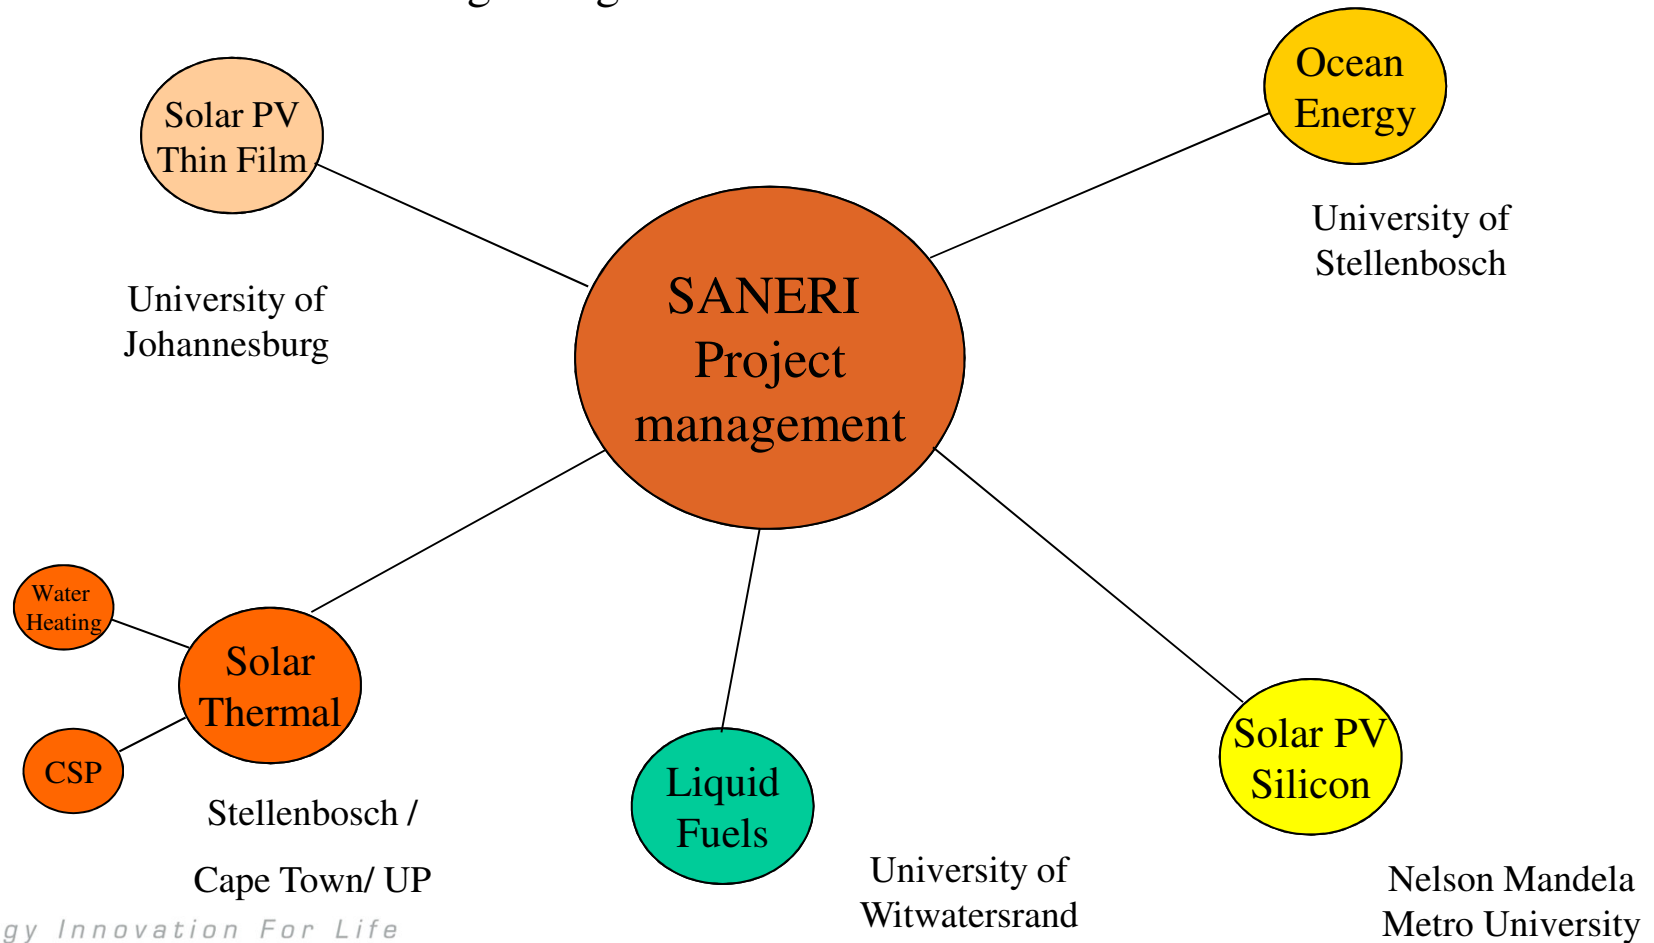 Ocean
Energy
Solar PV
Thin Film
University of
Stellenbosch
SANERI
Project
management
University of
Johannesburg
Water
Heating
Solar
Thermal
CSP
Stellenbosch /
Cape Town/ UP
Liquid
Fuels
University of
Witwatersrand
Solar PV
Silicon
Nelson Mandela
Metro University
gy Innovation For Life